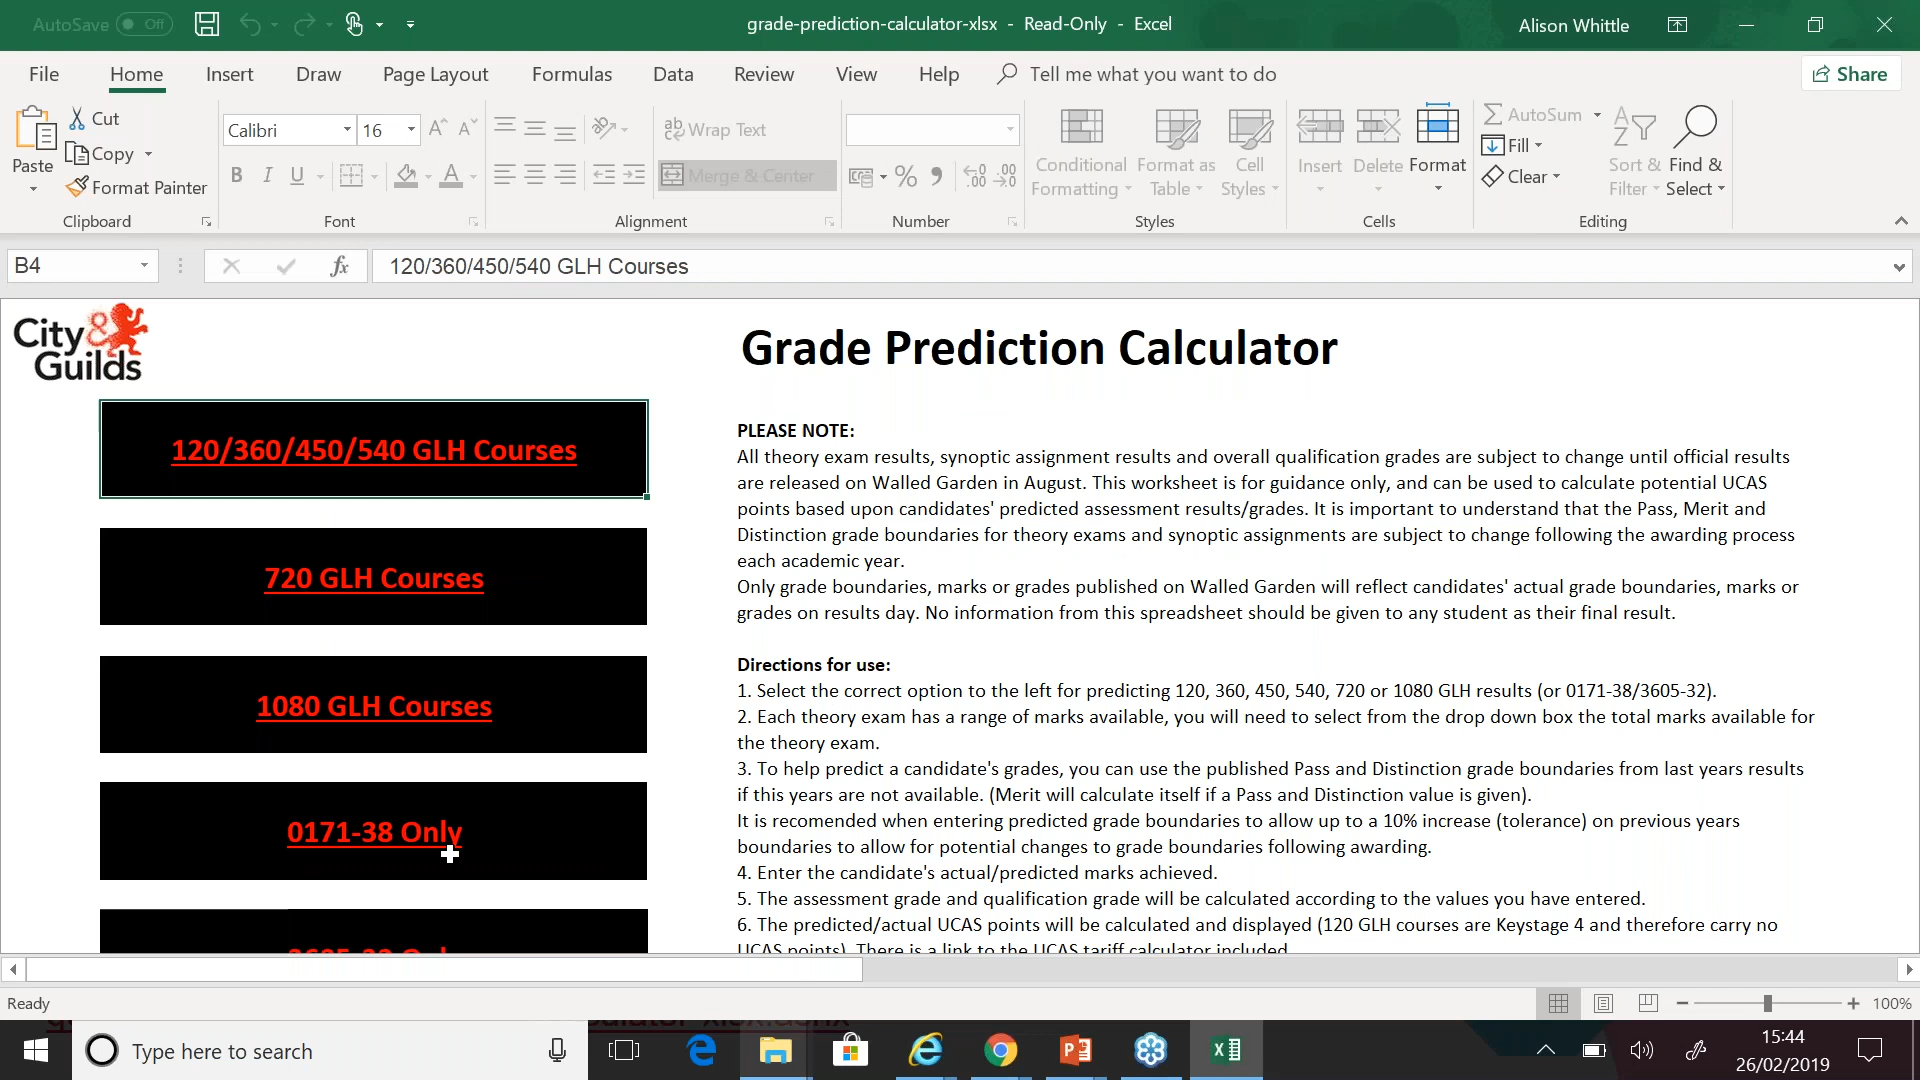 AutoSave Off
grade-prediction-calculator-xlsx - Read-Only - Excel
Alison Whittle
File Home Insert Draw Page Layout Formulas Data Review View Help Tell me what you want to do Share
Paste
Cut
Copy
Format Painter
Clipboard
Calibri 16
B I U A
Font
Wrap Text
Merge & Center
Alignment
Number
Conditional Formatting
Format as Table
Cell Styles
Styles
Insert Delete Format
Cells
AutoSum
Fill
Clear
Sort & Filter
Find & Select
Editing
B4 fx 120/360/450/540 GLH Courses
City & Guilds
Grade Prediction Calculator
120/360/450/540 GLH Courses
720 GLH Courses
1080 GLH Courses
0171-38 Only
PLEASE NOTE:
All theory exam results, synoptic assignment results and overall qualification grades are subject to change until official results
are released on Walled Garden in August. This worksheet is for guidance only, and can be used to calculate potential UCAS
points based upon candidates' predicted assessment results/grades. It is important to understand that the Pass, Merit and
Distinction grade boundaries for theory exams and synoptic assignments are subject to change following the awarding process
each academic year.
Only grade boundaries, marks or grades published on Walled Garden will reflect candidates' actual grade boundaries, marks or
grades on results day. No information from this spreadsheet should be given to any student as their final result.
Directions for use:
1. Select the correct option to the left for predicting 120, 360, 450, 540, 720 or 1080 GLH results (or 0171-38/3605-32).
2. Each theory exam has a range of marks available, you will need to select from the drop down box the total marks available for
the theory exam.
3. To help predict a candidate's grades, you can use the published Pass and Distinction grade boundaries from last years results
if this years are not available. (Merit will calculate itself if a Pass and Distinction value is given).
It is recomended when entering predicted grade boundaries to allow up to a 10% increase (tolerance) on previous years
boundaries to allow for potential changes to grade boundaries following awarding.
4. Enter the candidate's actual/predicted marks achieved.
5. The assessment grade and qualification grade will be calculated according to the values you have entered.
6. The predicted/actual UCAS points will be calculated and displayed (120 GLH courses are Keystage 4 and therefore carry no
UCAS points). There is a link to the UCAS tariff calculator included.
Ready
100%
Type here to search
15:44
26/02/2019